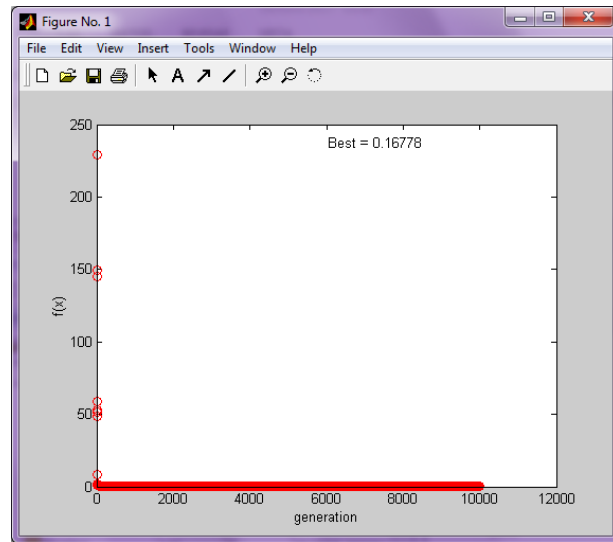 Figure No. 1
File Edit View Insert Tools Window Help
A
250
Best = 0.16778
200
150
f(x)
100
50
0
0 2000 4000 6000 8000 10000 12000
generation